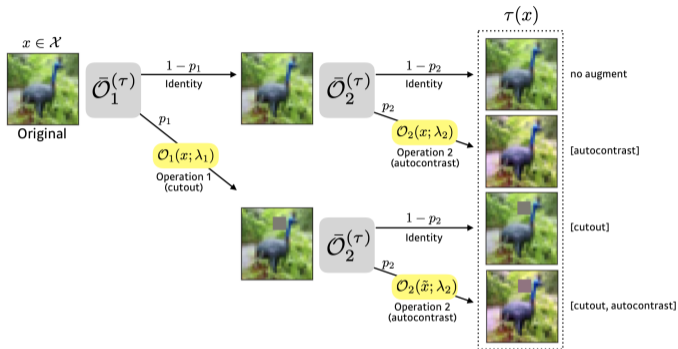 τ(x)
x ∈ 𝒳
Original
Ō₁^(τ)
1 − p₁
Identity
p₁
O₁(x; λ₁)
Operation 1
(cutout)
Ō₂^(τ)
1 − p₂
Identity
p₂
O₂(x; λ₂)
Operation 2
(autocontrast)
no augment
[autocontrast]
Ō₂^(τ)
1 − p₂
Identity
p₂
O₂(x̃; λ₂)
Operation 2
(autocontrast)
[cutout]
[cutout, autocontrast]